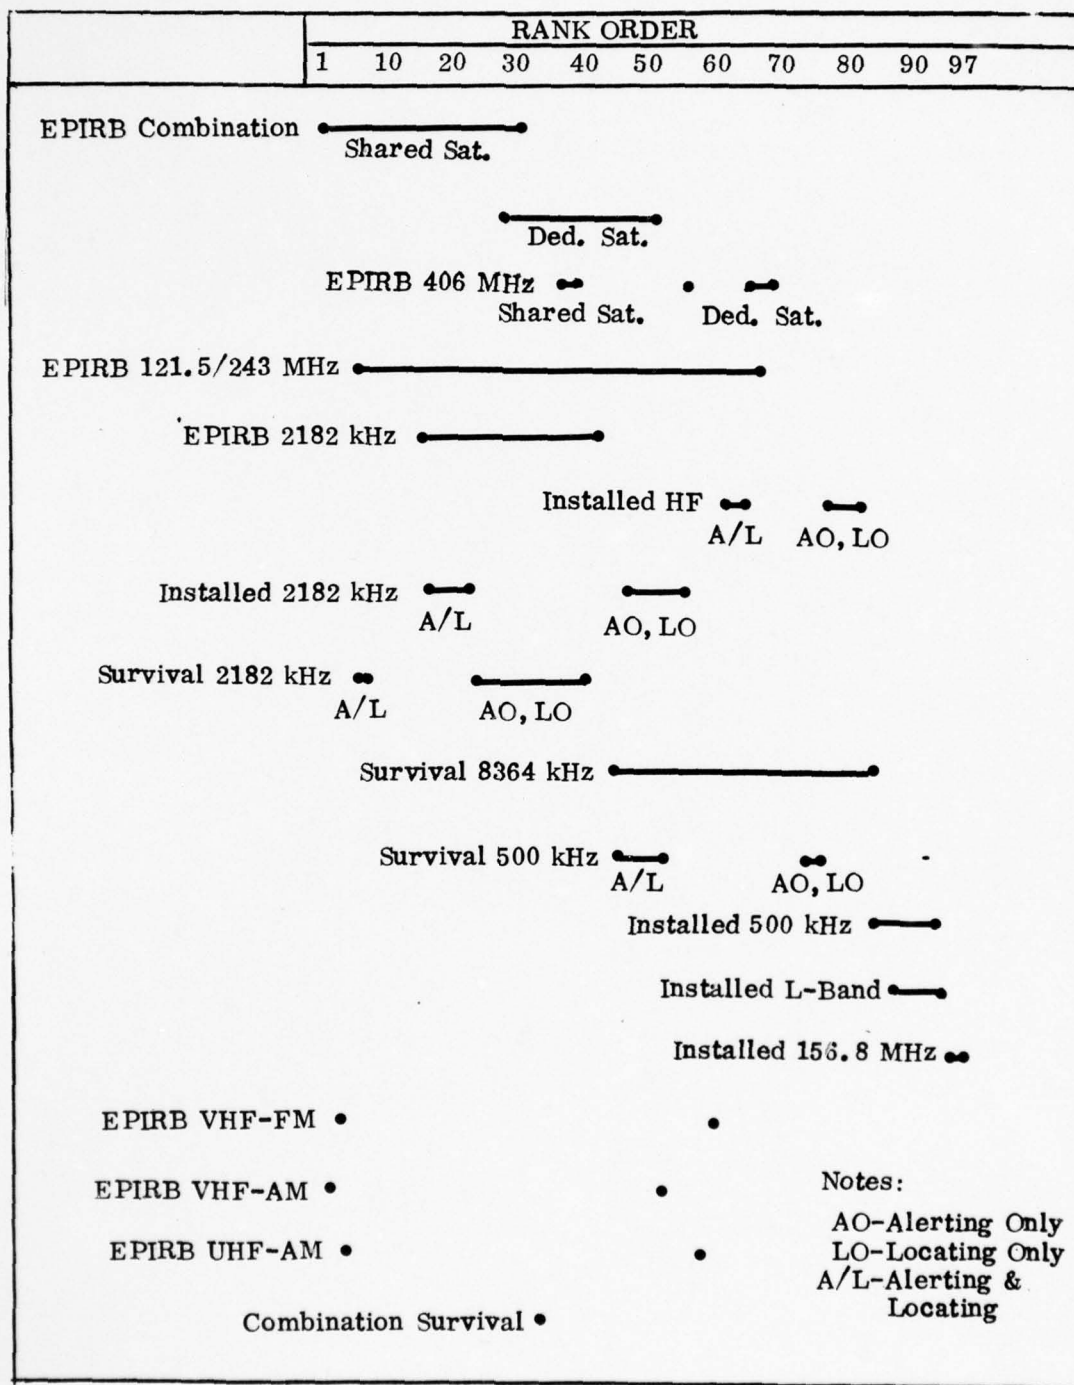 RANK ORDER
1 10 20 30 40 50 60 70 80 90 97
EPIRB Combination
Shared Sat.
Ded. Sat.
EPIRB 406 MHz
Shared Sat. Ded. Sat.
EPIRB 121.5/243 MHz
EPIRB 2182 kHz
Installed HF
A/L AO, LO
Installed 2182 kHz
A/L AO, LO
Survival 2182 kHz
A/L AO, LO
Survival 8364 kHz
Survival 500 kHz
A/L AO, LO
Installed 500 kHz
Installed L-Band
Installed 156.8 MHz
EPIRB VHF-FM
EPIRB VHF-AM
EPIRB UHF-AM
Combination Survival
Notes:
AO-Alerting Only
LO-Locating Only
A/L-Alerting &
Locating